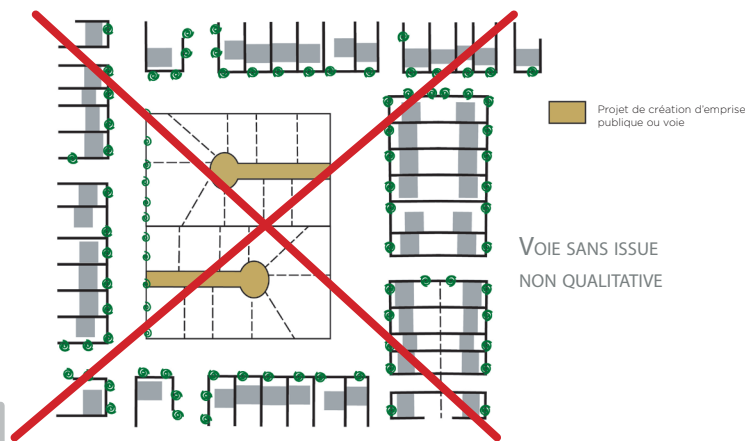 Projet de création d'emprise
publique ou voie
VOIE SANS ISSUE
NON QUALITATIVE